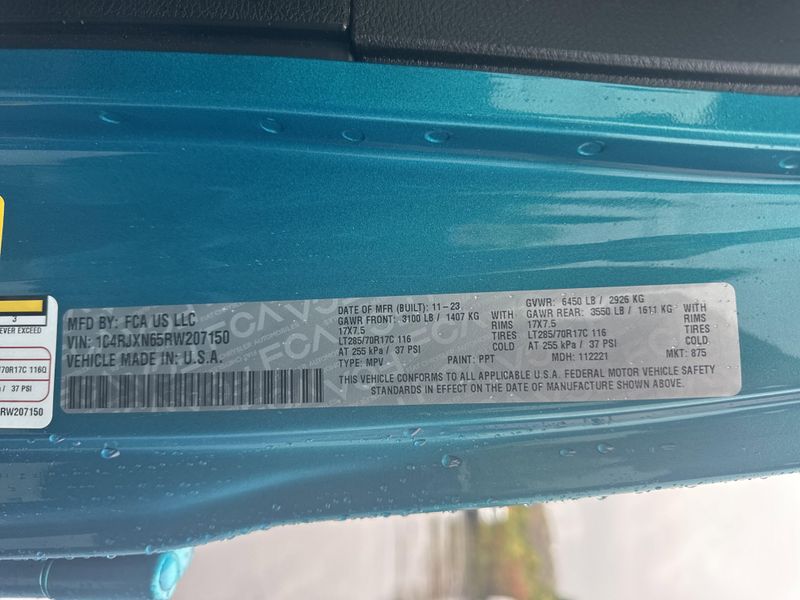 3
EVER EXCEED
/70R17C 116Q
/ 37 PSI
RW207150
MFD BY: FCA US LLC
VIN: 1C4RJXN65RW207150
VEHICLE MADE IN: U.S.A.
DATE OF MFR (BUILT): 11-23
GAWR FRONT: 3100 LB / 1407 KG WITH
17X7.5 RIMS
LT285/70R17C 116 TIRES
AT 255 kPa / 37 PSI COLD
TYPE: MPV PAINT: PPT
GVWR: 6450 LB / 2926 KG
GAWR REAR: 3550 LB / 1611 KG WITH
17X7.5 RIMS
LT285/70R17C 116 TIRES
AT 255 kPa / 37 PSI COLD
MDH: 112221 MKT: 875
THIS VEHICLE CONFORMS TO ALL APPLICABLE U.S.A. FEDERAL MOTOR VEHICLE SAFETY
STANDARDS IN EFFECT ON THE DATE OF MANUFACTURE SHOWN ABOVE.